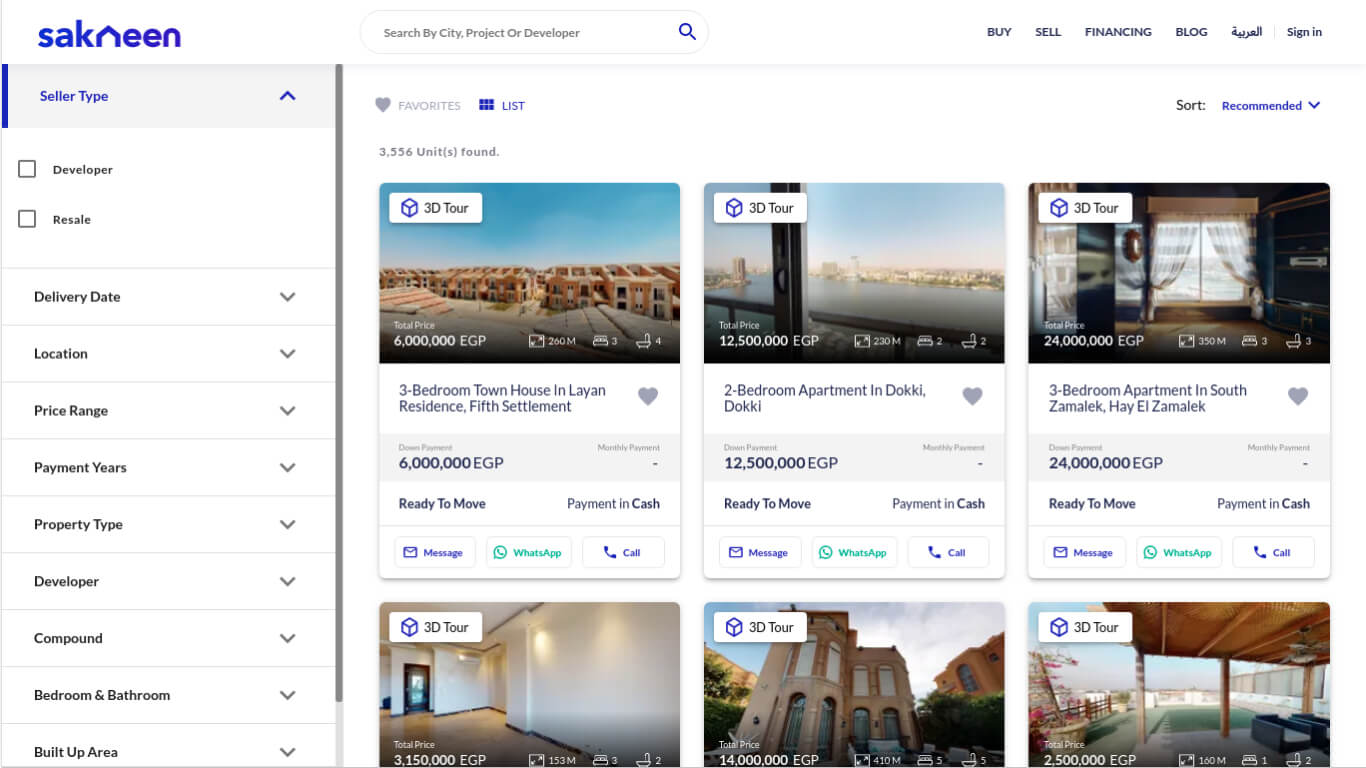 sakneen
Search By City, Project Or Developer
BUY SELL FINANCING BLOG العربية Sign in
Seller Type
Developer
Resale
Delivery Date
Location
Price Range
Payment Years
Property Type
Developer
Compound
Bedroom & Bathroom
Built Up Area
FAVORITES LIST
Sort: Recommended
3,556 Unit(s) found.
3D Tour
Total Price
6,000,000 EGP 260 M 3 4
3-Bedroom Town House In Layan
Residence, Fifth Settlement
Down Payment Monthly Payment
6,000,000 EGP -
Ready To Move Payment in Cash
Message WhatsApp Call
3D Tour
Total Price
12,500,000 EGP 230 M 2 2
2-Bedroom Apartment In Dokki,
Dokki
Down Payment Monthly Payment
12,500,000 EGP -
Ready To Move Payment in Cash
Message WhatsApp Call
3D Tour
Total Price
24,000,000 EGP 350 M 3 3
3-Bedroom Apartment In South
Zamalek, Hay El Zamalek
Down Payment Monthly Payment
24,000,000 EGP -
Ready To Move Payment in Cash
Message WhatsApp Call
3D Tour
Total Price
3,150,000 EGP 153 M 3 2
3D Tour
Total Price
14,000,000 EGP 410 M 5 5
3D Tour
Total Price
2,500,000 EGP 160 M 1 2